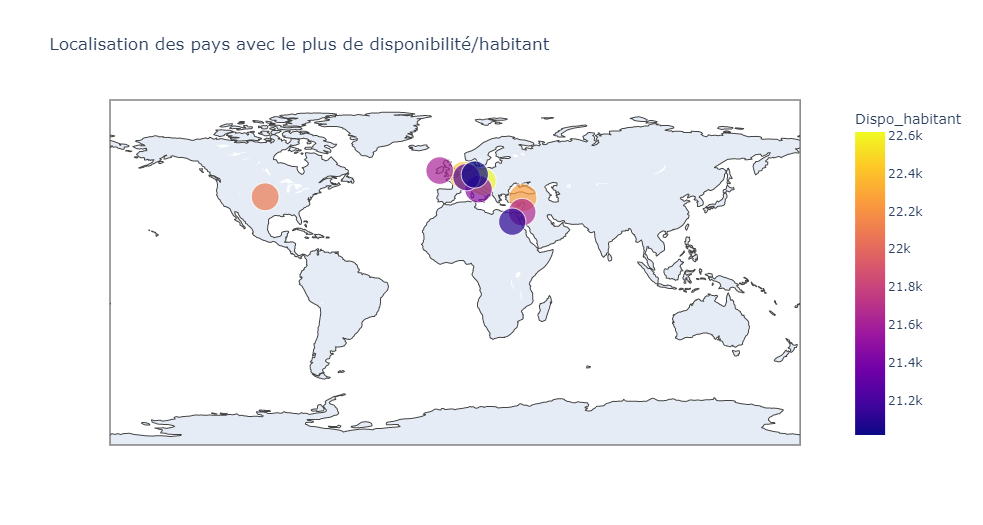 Localisation des pays avec le plus de disponibilité/habitant
Dispo_habitant
22.6k
22.4k
22.2k
22k
21.8k
21.6k
21.4k
21.2k